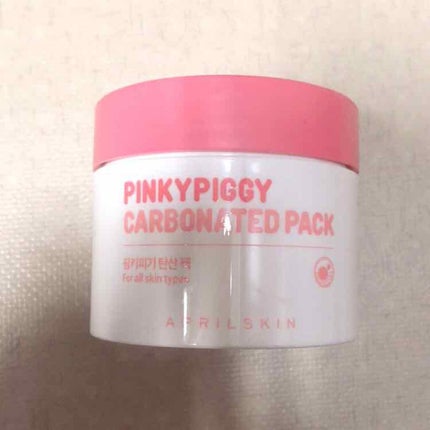 PINKYPIGGY
CARBONATED PACK
핑키피기 탄산 팩
For all skin types
APRILSKIN